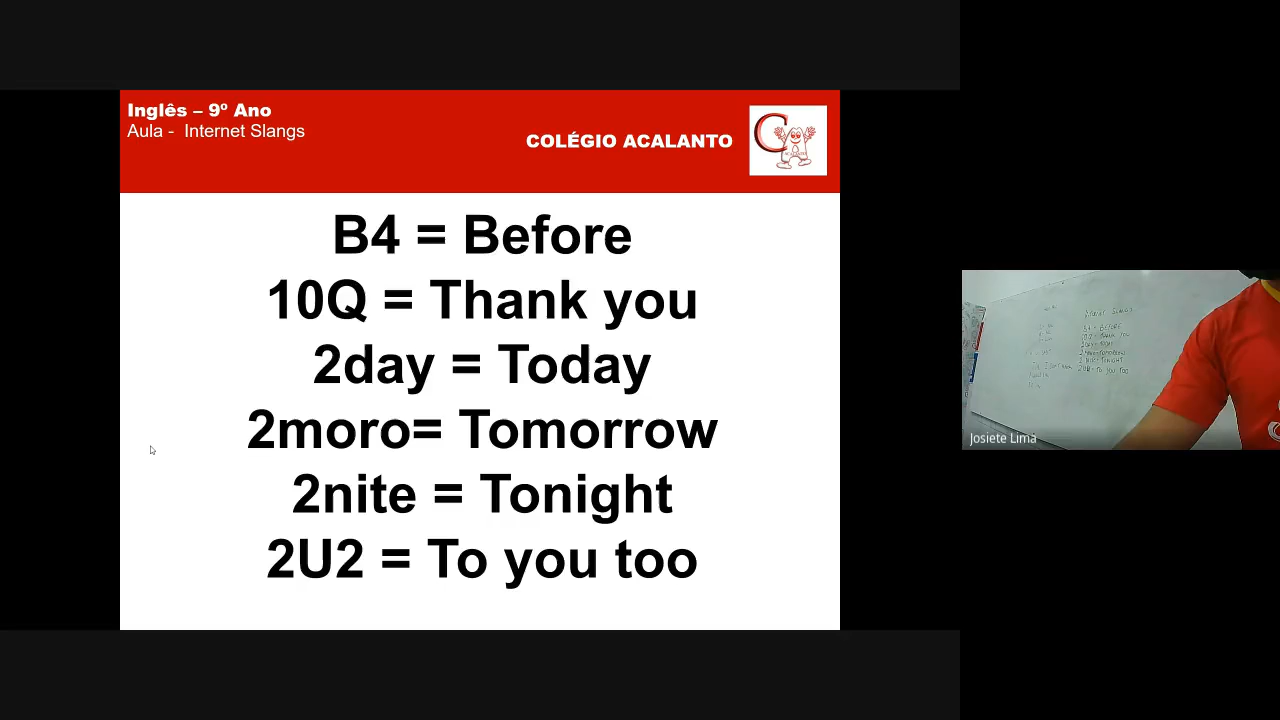 Inglês – 9º Ano
Aula - Internet Slangs
COLÉGIO ACALANTO
B4 = Before
10Q = Thank you
2day = Today
2moro= Tomorrow
2nite = Tonight
2U2 = To you too
Josiete Lima